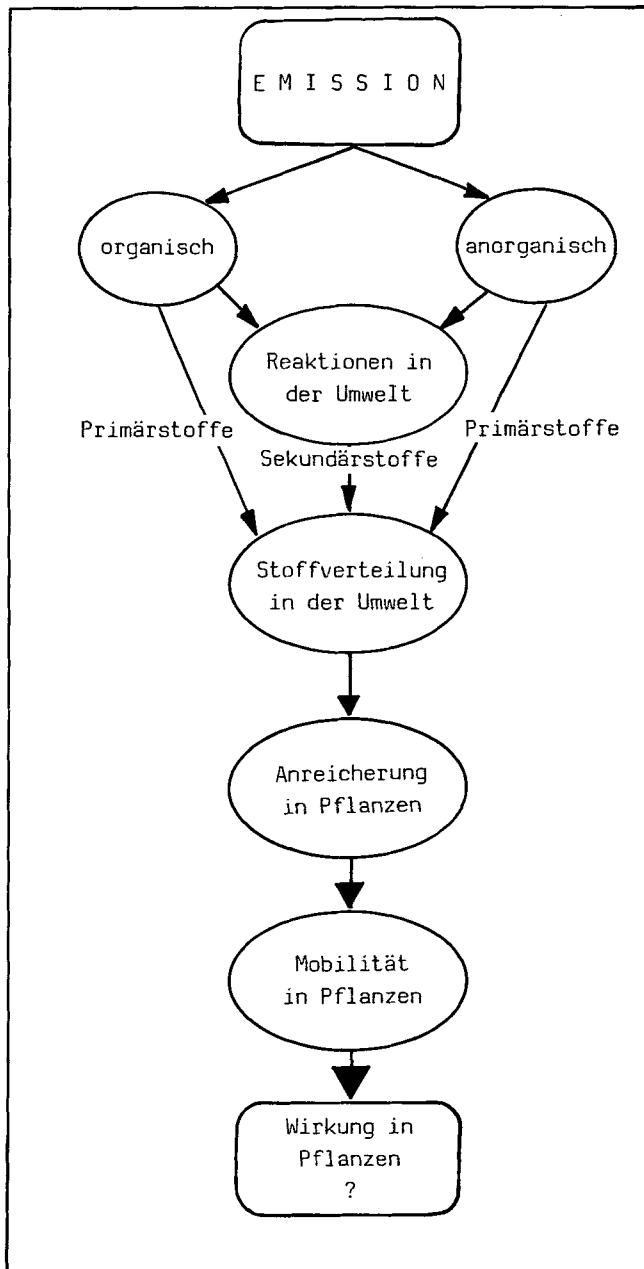 E M I S S I O N
organisch
anorganisch
Reaktionen in
der Umwelt
Primärstoffe
Primärstoffe
Sekundärstoffe
Stoffverteilung
in der Umwelt
Anreicherung
in Pflanzen
Mobilität
in Pflanzen
Wirkung in
Pflanzen
?